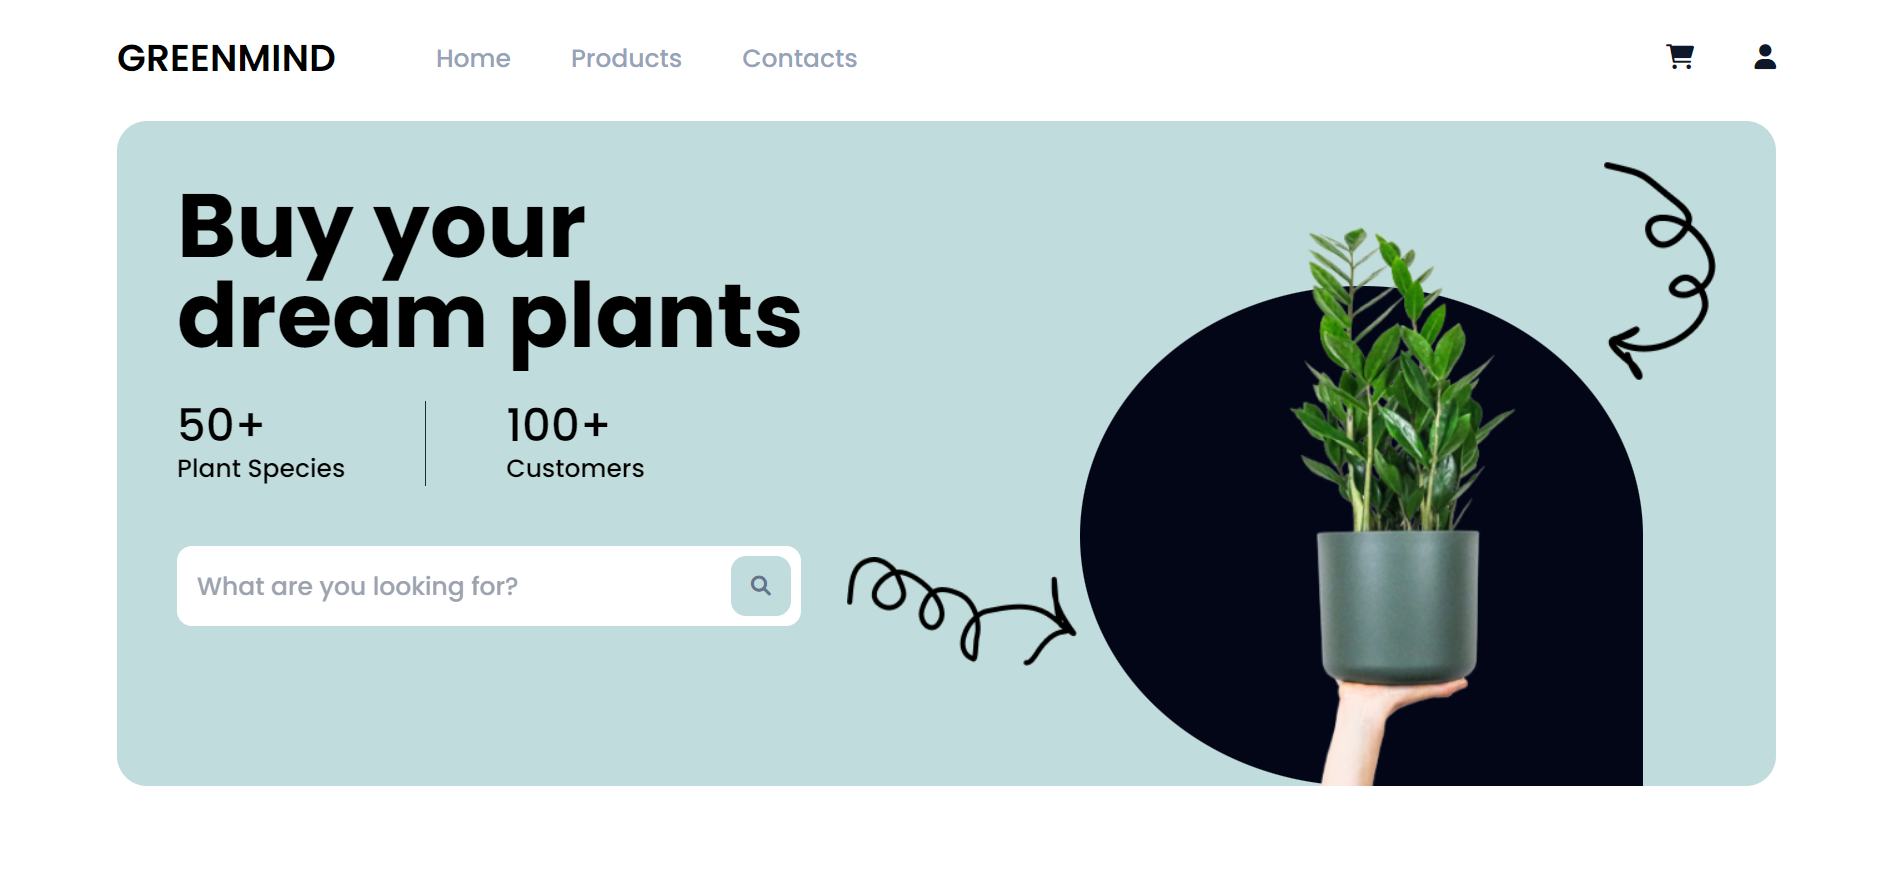 GREENMIND
Home
Products
Contacts
Buy your
dream plants
50+
Plant Species
100+
Customers
What are you looking for?